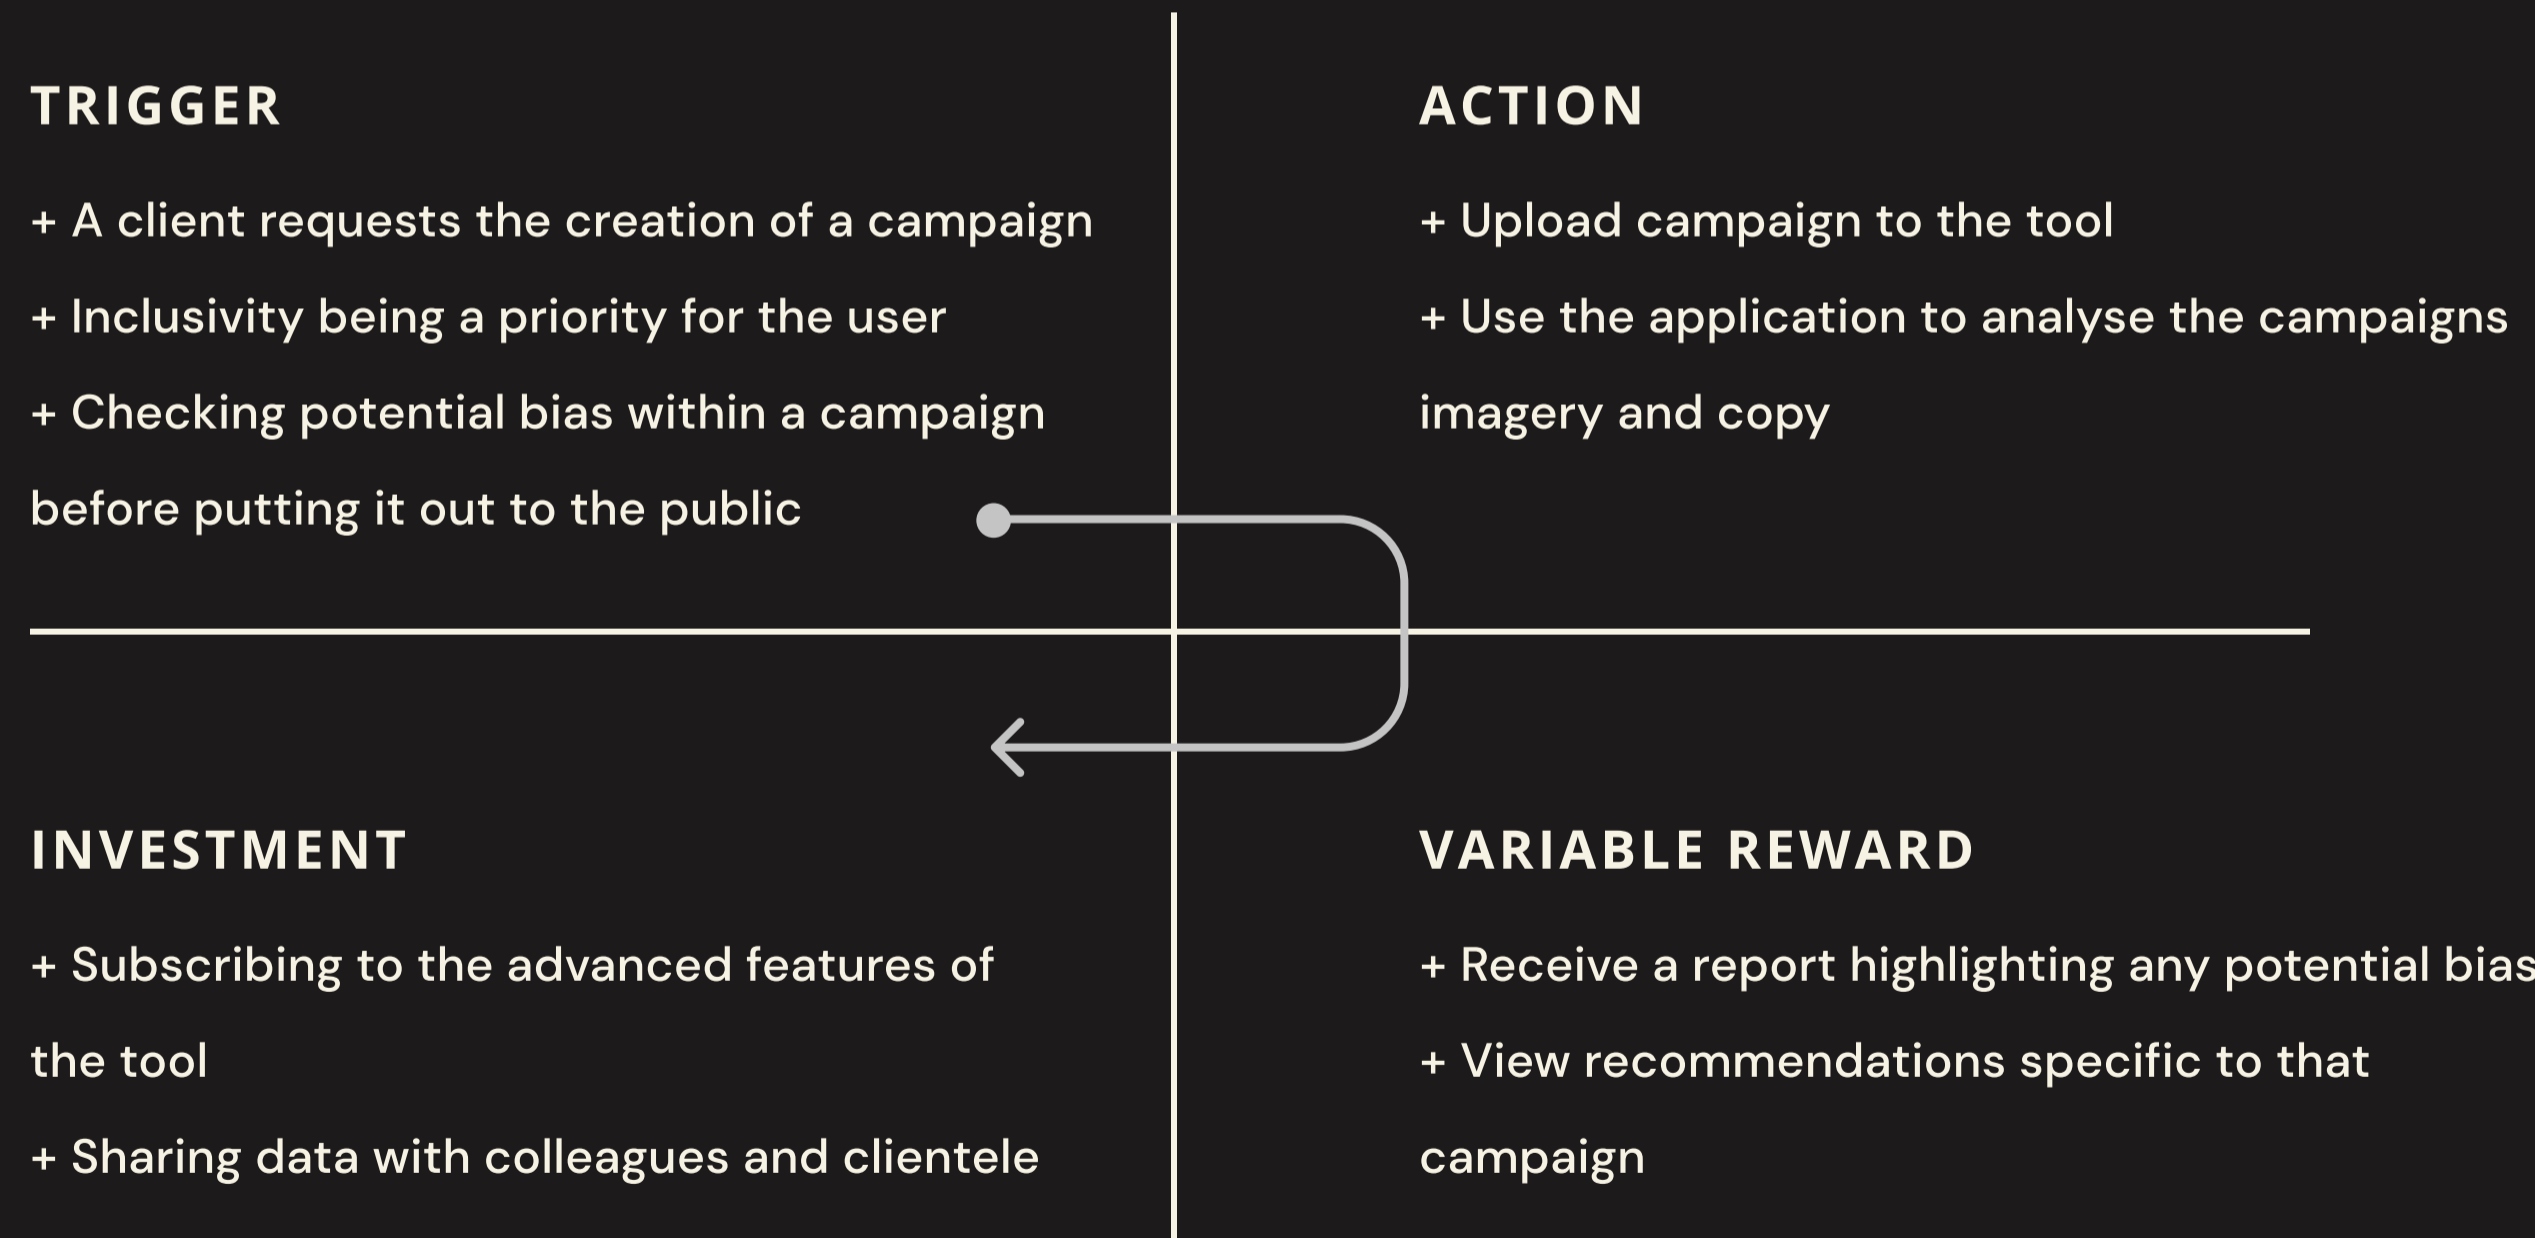 TRIGGER
+ A client requests the creation of a campaign
+ Inclusivity being a priority for the user
+ Checking potential bias within a campaign
before putting it out to the public
ACTION
+ Upload campaign to the tool
+ Use the application to analyse the campaigns
imagery and copy
INVESTMENT
+ Subscribing to the advanced features of
the tool
+ Sharing data with colleagues and clientele
VARIABLE REWARD
+ Receive a report highlighting any potential bias
+ View recommendations specific to that
campaign